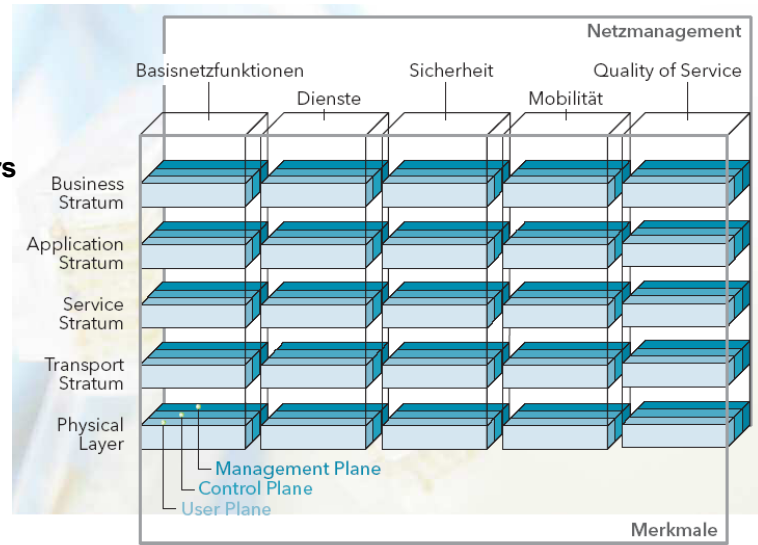 Netzmanagement
Basisnetzfunktionen
Sicherheit
Quality of Service
Dienste
Mobilität
rs
Business
Stratum
Application
Stratum
Service
Stratum
Transport
Stratum
Physical
Layer
Management Plane
Control Plane
User Plane
Merkmale